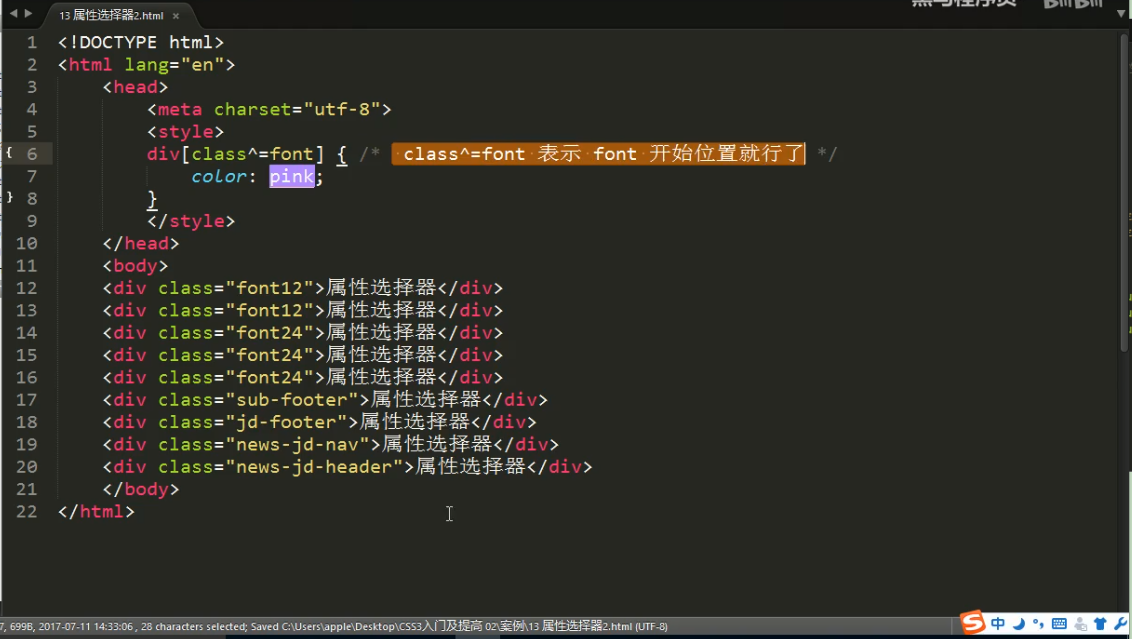 13 属性选择器2.html ×
黑马程序员
1 <!DOCTYPE html>
2 <html lang="en">
3 <head>
4 <meta charset="utf-8">
5 <style>
6 div[class^=font] { /* class^=font 表示 font 开始位置就行了 */
7 color: pink;
8 }
9 </style>
10 </head>
11 <body>
12 <div class="font12">属性选择器</div>
13 <div class="font12">属性选择器</div>
14 <div class="font24">属性选择器</div>
15 <div class="font24">属性选择器</div>
16 <div class="font24">属性选择器</div>
17 <div class="sub-footer">属性选择器</div>
18 <div class="jd-footer">属性选择器</div>
19 <div class="news-jd-nav">属性选择器</div>
20 <div class="news-jd-header">属性选择器</div>
21 </body>
22 </html>
7, 699B, 2017-07-11 14:33:06, 28 characters selected; Saved C:\Users\apple\Desktop\CSS3入门及提高 02\案例\13 属性选择器2.html (UTF-8)
中